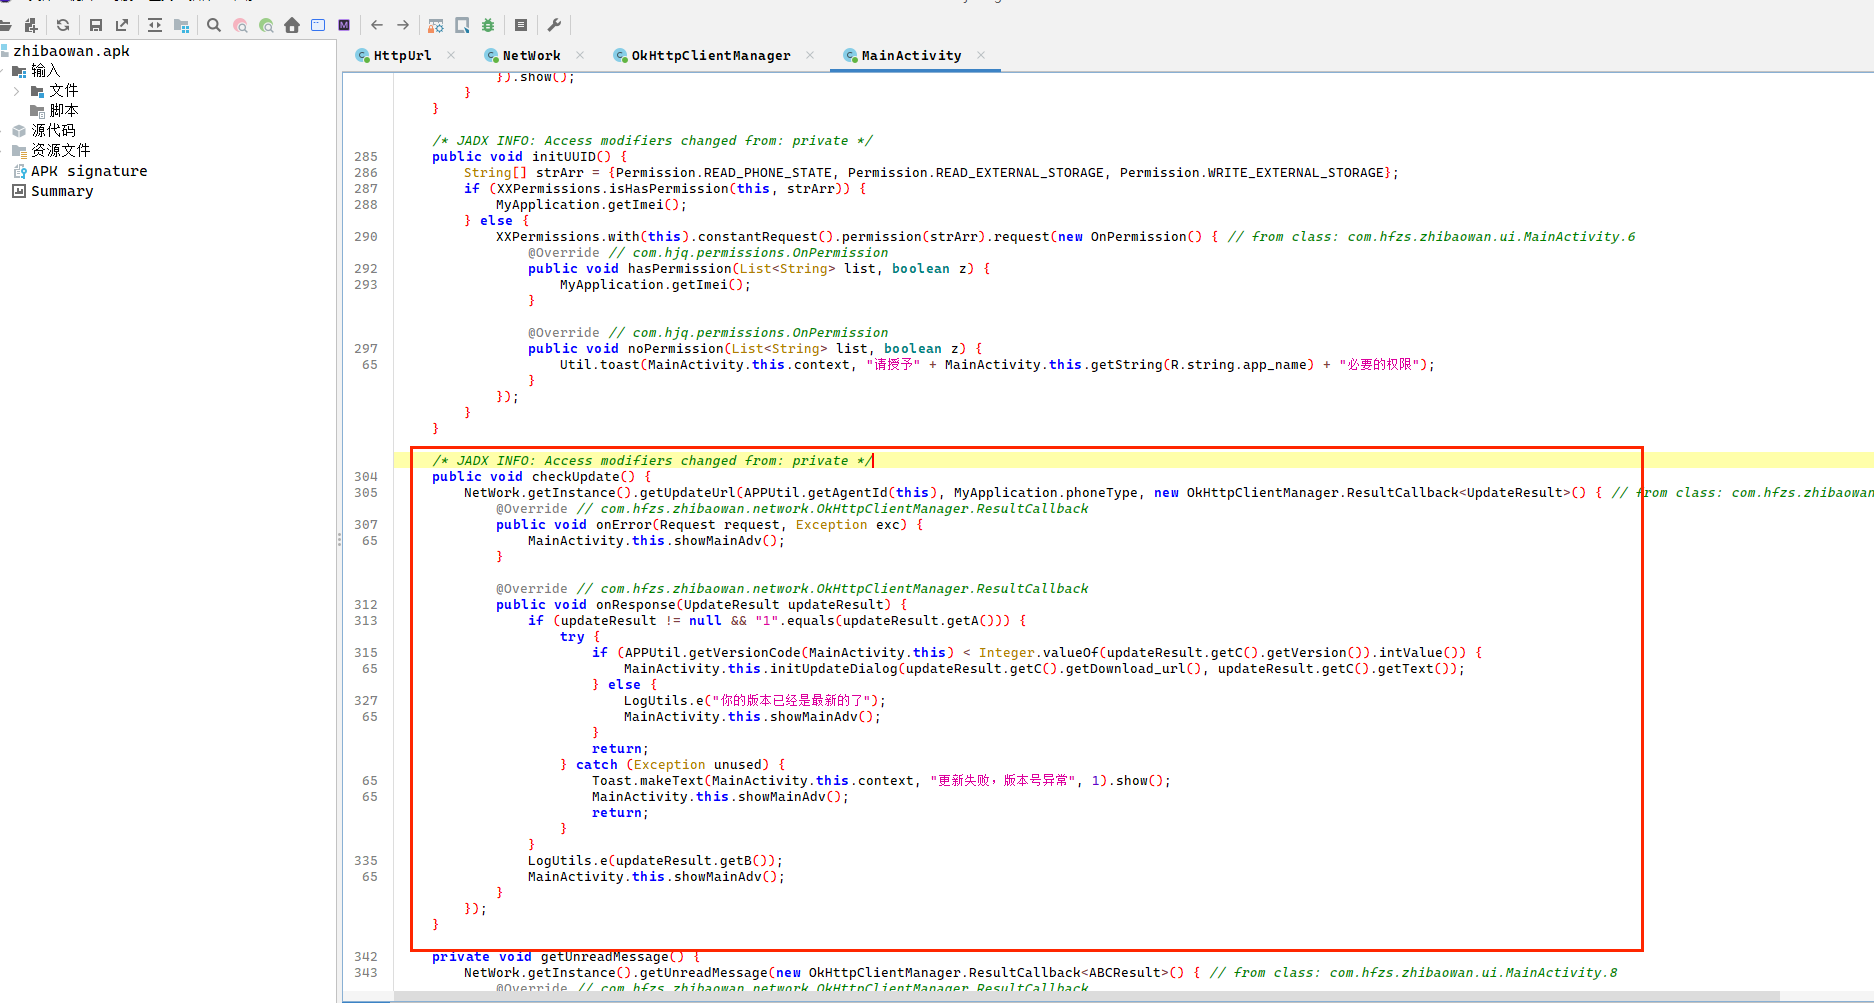 zhibaowan.apk
输入
文件
脚本
源代码
资源文件
APK signature
Summary
HttpUrl
NetWork
OkHttpClientManager
MainActivity
}).show();
}
}
/* JADX INFO: Access modifiers changed from: private */
285 public void initUUID() {
286 String[] strArr = {Permission.READ_PHONE_STATE, Permission.READ_EXTERNAL_STORAGE, Permission.WRITE_EXTERNAL_STORAGE};
287 if (XXPermissions.isHasPermission(this, strArr)) {
288 MyApplication.getImei();
} else {
290 XXPermissions.with(this).constantRequest().permission(strArr).request(new OnPermission() { // from class: com.hfzs.zhibaowan.ui.MainActivity.6
@Override // com.hjq.permissions.OnPermission
292 public void hasPermission(List<String> list, boolean z) {
293 MyApplication.getImei();
}
@Override // com.hjq.permissions.OnPermission
297 public void noPermission(List<String> list, boolean z) {
65 Util.toast(MainActivity.this.context, "请授予" + MainActivity.this.getString(R.string.app_name) + "必要的权限");
}
});
}
}
/* JADX INFO: Access modifiers changed from: private */
304 public void checkUpdate() {
305 NetWork.getInstance().getUpdateUrl(APPUtil.getAgentId(this), MyApplication.phoneType, new OkHttpClientManager.ResultCallback<UpdateResult>() { // from class: com.hfzs.zhibaowan
@Override // com.hfzs.zhibaowan.network.OkHttpClientManager.ResultCallback
307 public void onError(Request request, Exception exc) {
65 MainActivity.this.showMainAdv();
}
@Override // com.hfzs.zhibaowan.network.OkHttpClientManager.ResultCallback
312 public void onResponse(UpdateResult updateResult) {
313 if (updateResult != null && "1".equals(updateResult.getA())) {
try {
315 if (APPUtil.getVersionCode(MainActivity.this) < Integer.valueOf(updateResult.getC().getVersion()).intValue()) {
65 MainActivity.this.initUpdateDialog(updateResult.getC().getDownload_url(), updateResult.getC().getText());
} else {
327 LogUtils.e("你的版本已经是最新的了");
65 MainActivity.this.showMainAdv();
}
return;
} catch (Exception unused) {
65 Toast.makeText(MainActivity.this.context, "更新失败，版本号异常", 1).show();
65 MainActivity.this.showMainAdv();
return;
}
}
335 LogUtils.e(updateResult.getB());
65 MainActivity.this.showMainAdv();
}
});
}
342 private void getUnreadMessage() {
343 NetWork.getInstance().getUnreadMessage(new OkHttpClientManager.ResultCallback<ABCResult>() { // from class: com.hfzs.zhibaowan.ui.MainActivity.8
@Override // com.hfzs.zhibaowan.network.OkHttpClientManager.ResultCallback